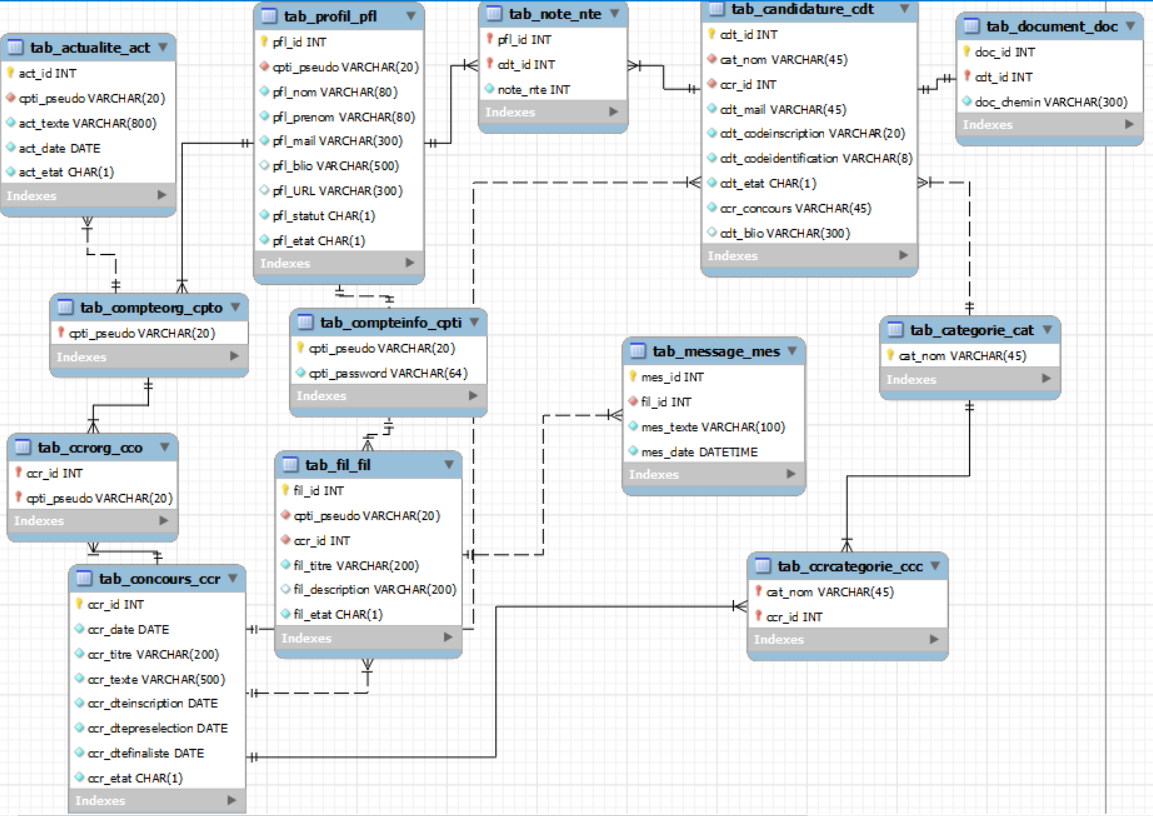 tab_actualite_act
act_id INT
cpti_pseudo VARCHAR(20)
act_texte VARCHAR(800)
act_date DATE
act_etat CHAR(1)
Indexes
tab_profil_pfl
pfl_id INT
cpti_pseudo VARCHAR(20)
pfl_nom VARCHAR(80)
pfl_prenom VARCHAR(80)
pfl_mail VARCHAR(300)
pfl_blio VARCHAR(500)
pfl_URL VARCHAR(300)
pfl_statut CHAR(1)
pfl_etat CHAR(1)
Indexes
tab_note_nte
pfl_id INT
cdt_id INT
note_nte INT
Indexes
tab_candidature_cdt
cdt_id INT
cat_nom VARCHAR(45)
ccr_id INT
cdt_mail VARCHAR(45)
cdt_codeinscription VARCHAR(20)
cdt_codeidentification VARCHAR(8)
cdt_etat CHAR(1)
ccr_concours VARCHAR(45)
cdt_blio VARCHAR(300)
Indexes
tab_document_doc
doc_id INT
cdt_id INT
doc_chemin VARCHAR(300)
Indexes
tab_compteorg_cpto
cpti_pseudo VARCHAR(20)
Indexes
tab_compteinfo_cpti
cpti_pseudo VARCHAR(20)
cpti_password VARCHAR(64)
Indexes
tab_message_mes
mes_id INT
fil_id INT
mes_texte VARCHAR(100)
mes_date DATETIME
Indexes
tab_categorie_cat
cat_nom VARCHAR(45)
Indexes
tab_ccrorg_cco
ccr_id INT
cpti_pseudo VARCHAR(20)
Indexes
tab_fil_fil
fil_id INT
cpti_pseudo VARCHAR(20)
ccr_id INT
fil_titre VARCHAR(200)
fil_description VARCHAR(200)
fil_etat CHAR(1)
Indexes
tab_concours_ccr
ccr_id INT
ccr_date DATE
ccr_titre VARCHAR(200)
ccr_texte VARCHAR(500)
ccr_dteinscription DATE
ccr_dtepreselection DATE
ccr_dtefinaliste DATE
ccr_etat CHAR(1)
Indexes
tab_ccrcategorie_ccc
cat_nom VARCHAR(45)
ccr_id INT
Indexes